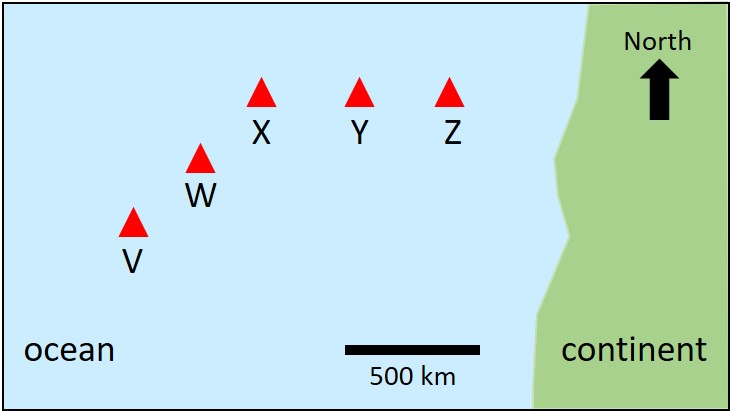 North
X Y Z
W
V
ocean
500 km
continent